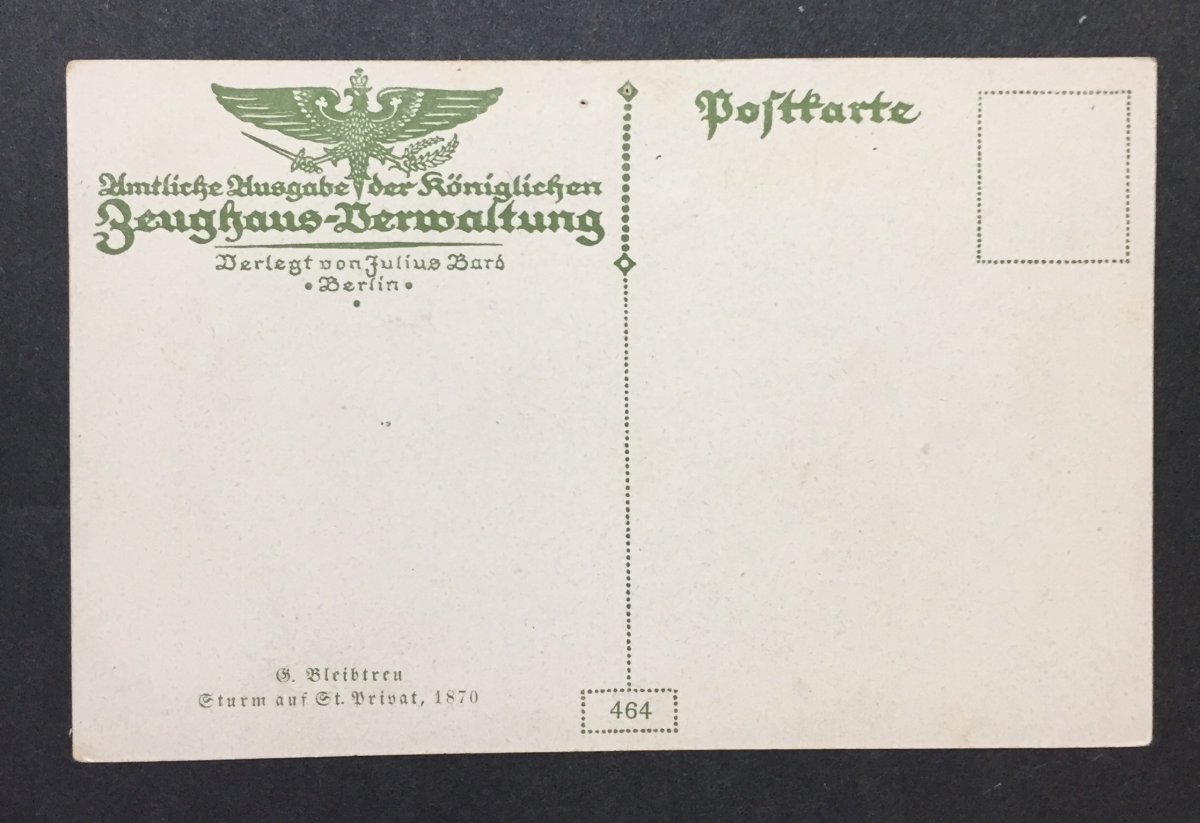 Amtliche Ausgabe der Königlichen
Zeughaus-Verwaltung
Verlegt von Julius Bard
• Berlin •
Postkarte
G. Bleibtreu
Sturm auf St. Privat, 1870
464